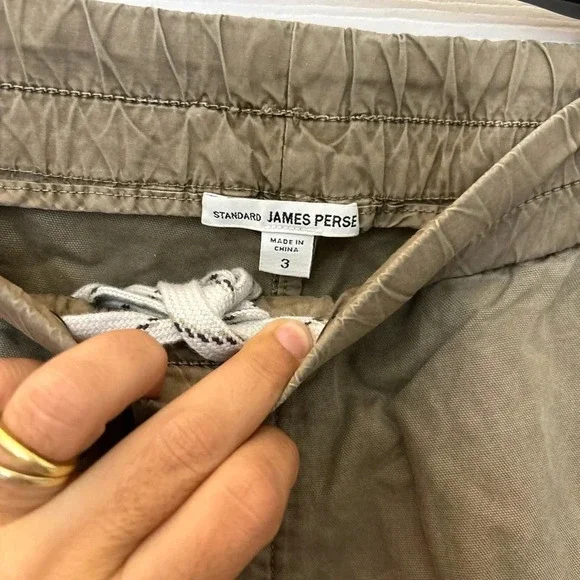 STANDARD JAMES PERSE
MADE IN
CHINA
3